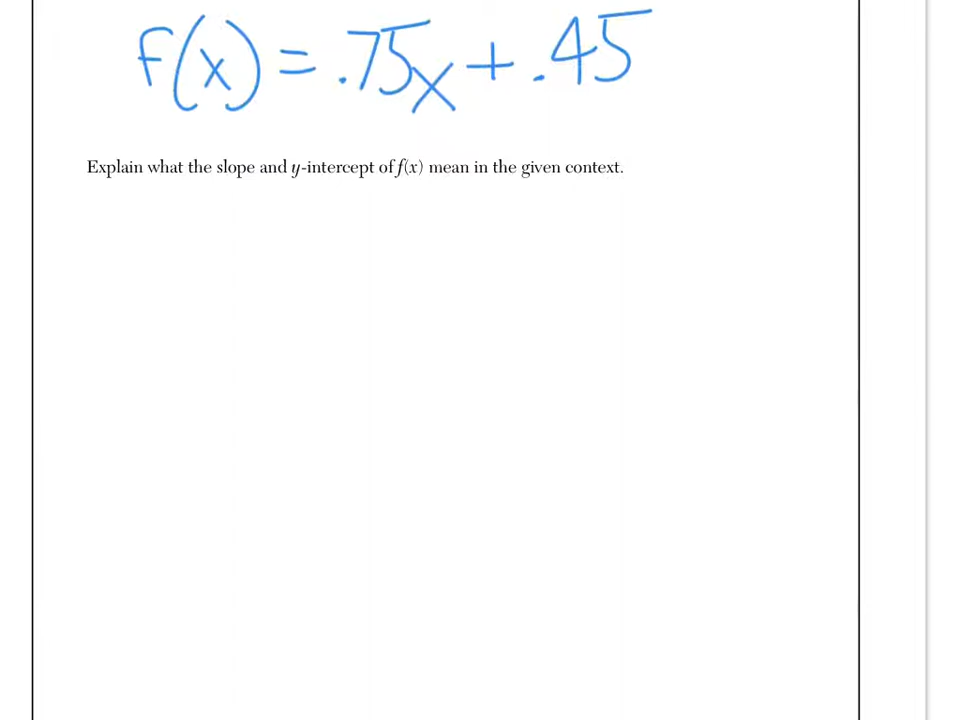 f(x) = .75x + .45
Explain what the slope and y-intercept of f(x) mean in the given context.